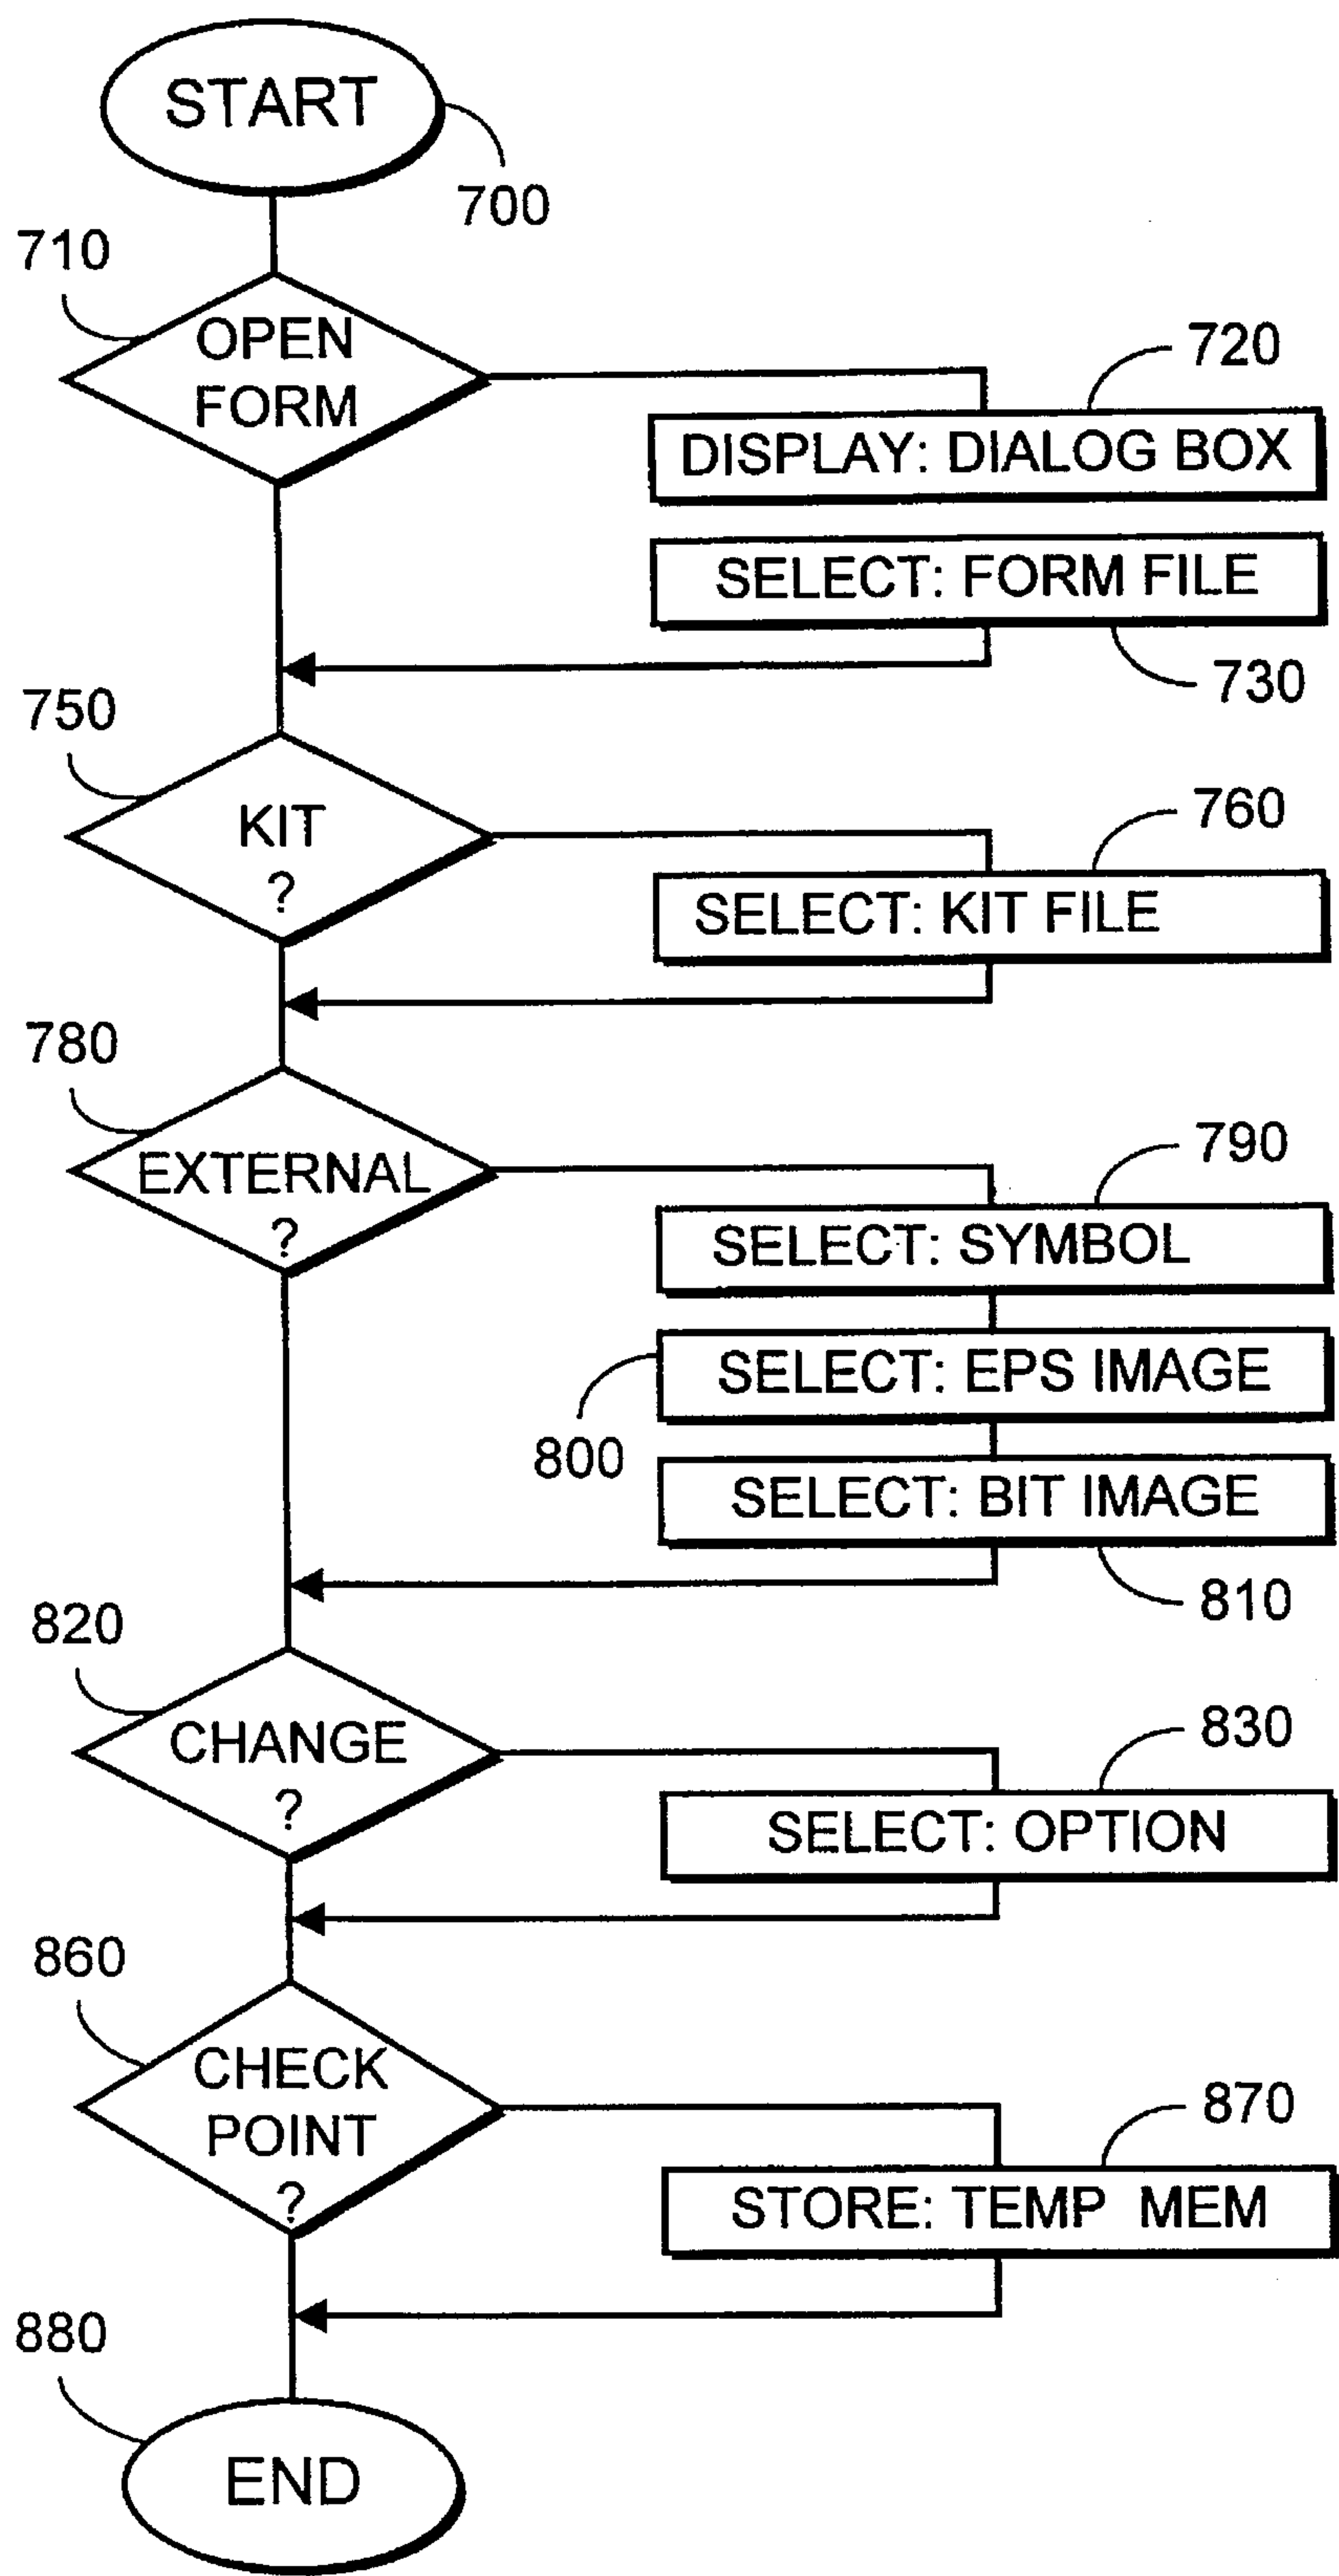 START
700
710
OPEN
FORM
720
DISPLAY: DIALOG BOX
SELECT: FORM FILE
730
750
KIT
?
760
SELECT: KIT FILE
780
EXTERNAL
?
790
SELECT: SYMBOL
SELECT: EPS IMAGE
800
SELECT: BIT IMAGE
810
820
CHANGE
?
830
SELECT: OPTION
860
CHECK
POINT
?
870
STORE: TEMP MEM
880
END